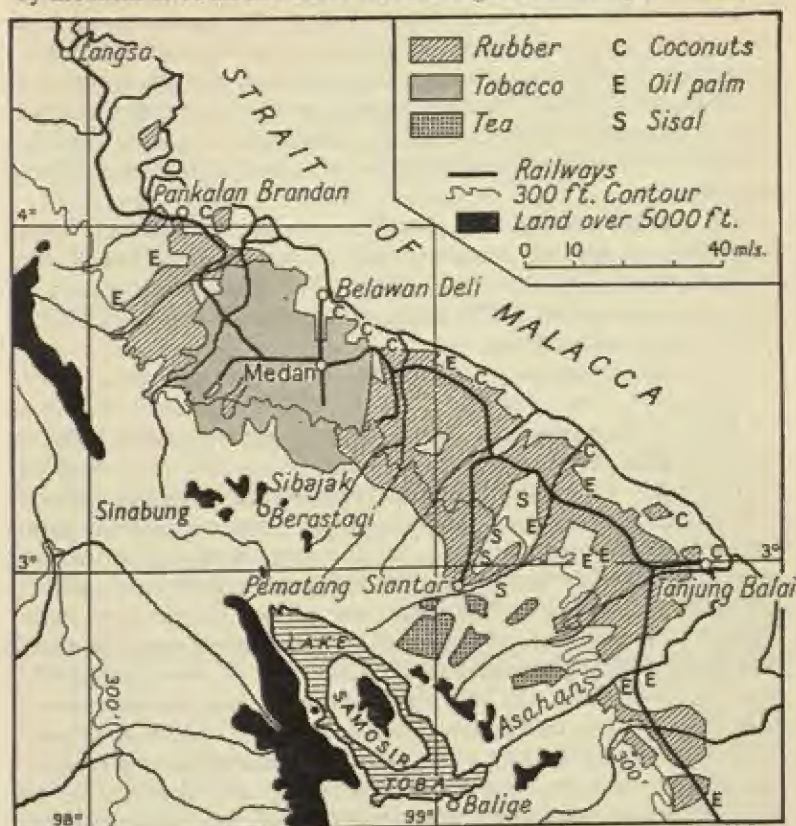 Rubber
C Coconuts
Tobacco
E Oil palm
Tea
S Sisal
Railways
300 ft. Contour
Land over 5000 ft.
0 10 40 mls.
Langsa
STRAIT OF MALACCA
Pankalan Brandan
C
4°
E
E
Belawan Deli
C
C
C
C
E
C
Medan
C
E
S
Sibajak
Sinabung
Berastagi
S
E
C
S
S
E
E
C
3°
3°
Pematang Siantar
S
Tanjung Balai
LAKE
SAMOSIR
TOBA
Asahan
E
E
300'
300'
Balige
E
98°
99°